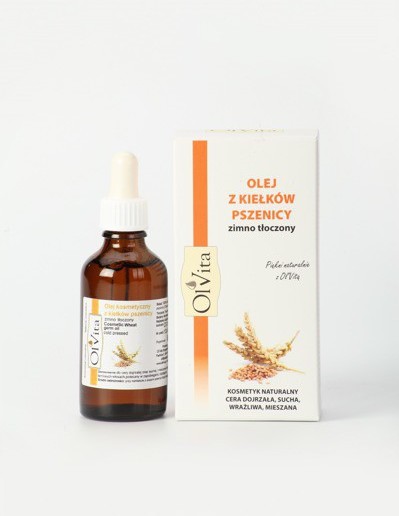 OLEJ
Z KIEŁKÓW
PSZENICY
zimno tłoczony
Piękni naturalnie
z OlVitą
OlVita
KOSMETYK NATURALNY
CERA DOJRZAŁA, SUCHA,
WRAŻLIWA, MIESZANA
OlVita
Olej kosmetyczny
z kiełków pszenicy
zimno tłoczony
Cosmetic Wheat
germ oil
cold pressed